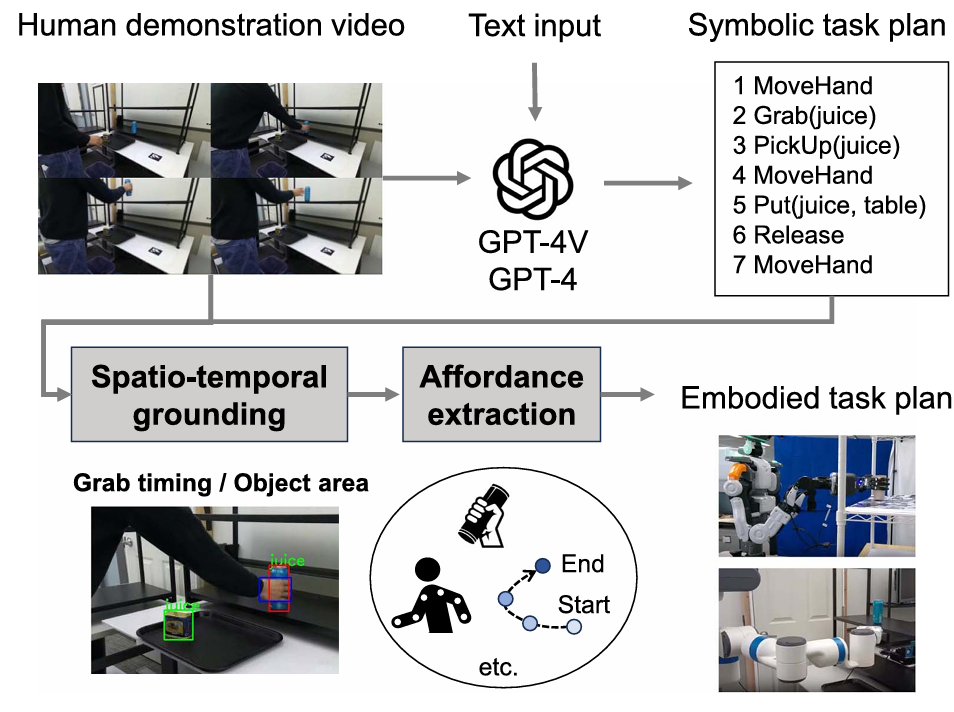 Human demonstration video
Text input
Symbolic task plan
1 MoveHand
2 Grab(juice)
3 PickUp(juice)
4 MoveHand
5 Put(juice, table)
6 Release
7 MoveHand
GPT-4V
GPT-4
Spatio-temporal
grounding
Affordance
extraction
Embodied task plan
Grab timing / Object area
juice
juice
End
Start
etc.